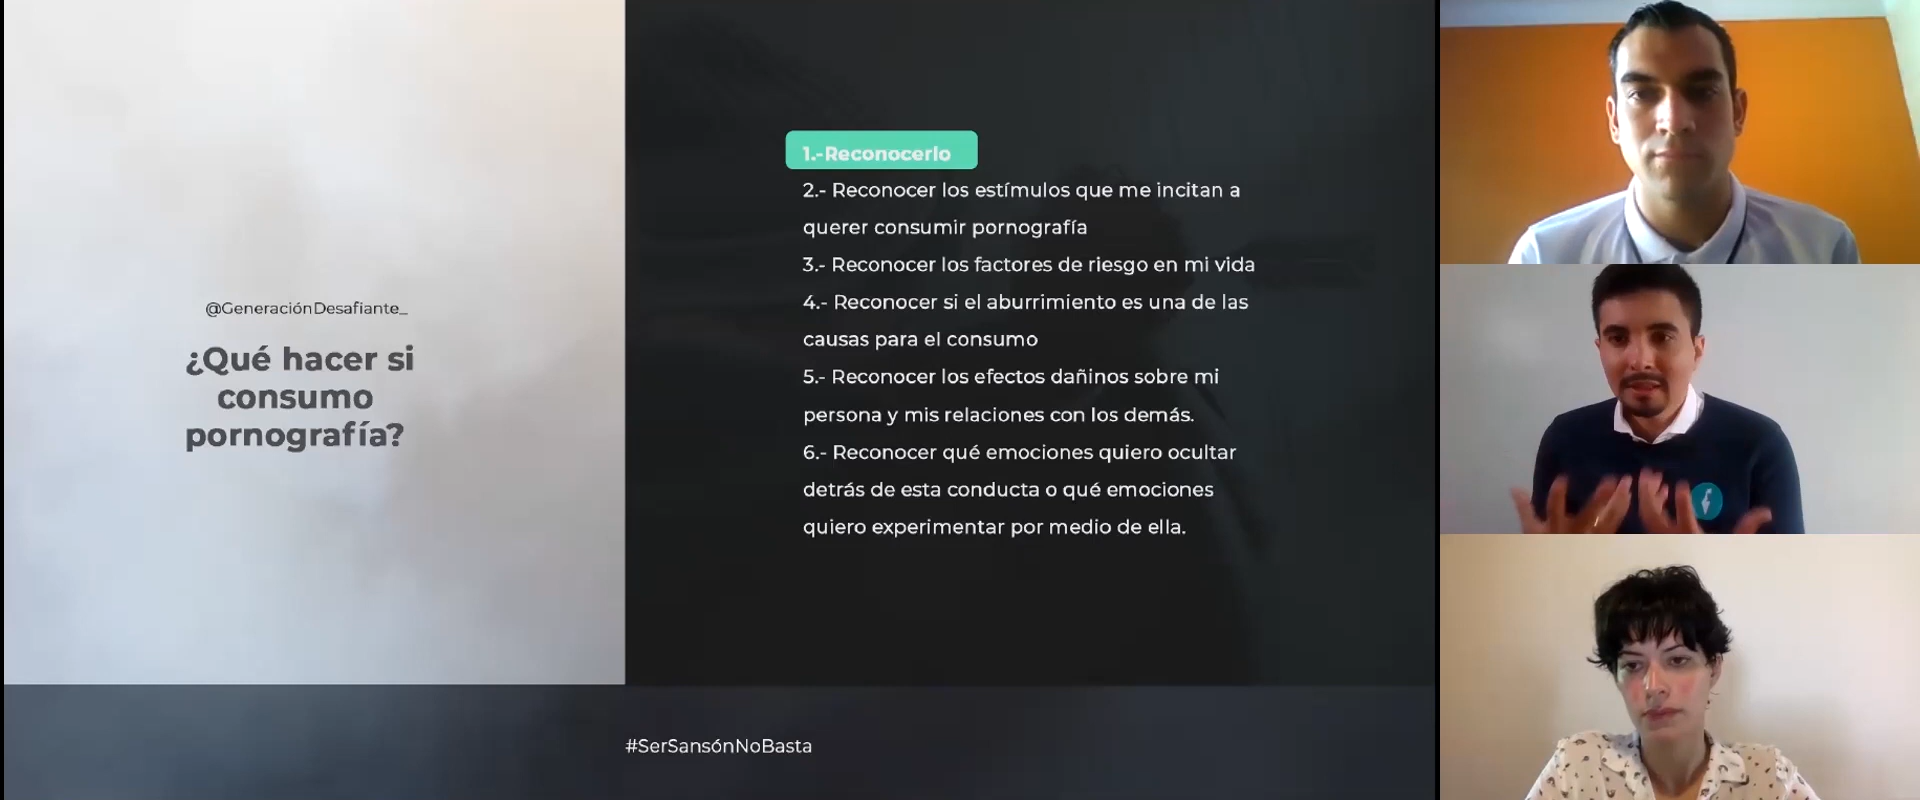 @GeneraciónDesafiante_
¿Qué hacer si
consumo
pornografía?
1.-Reconocerlo
2.- Reconocer los estímulos que me incitan a
querer consumir pornografía
3.- Reconocer los factores de riesgo en mi vida
4.- Reconocer si el aburrimiento es una de las
causas para el consumo
5.- Reconocer los efectos dañinos sobre mi
persona y mis relaciones con los demás.
6.- Reconocer qué emociones quiero ocultar
detrás de esta conducta o qué emociones
quiero experimentar por medio de ella.
#SerSansónNoBasta